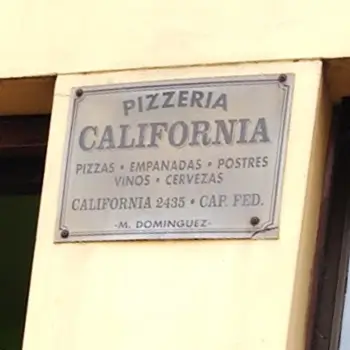 PIZZERIA
CALIFORNIA
PIZZAS • EMPANADAS • POSTRES
VINOS • CERVEZAS
CALIFORNIA 2435 • CAP. FED.
-M. DOMINGUEZ-